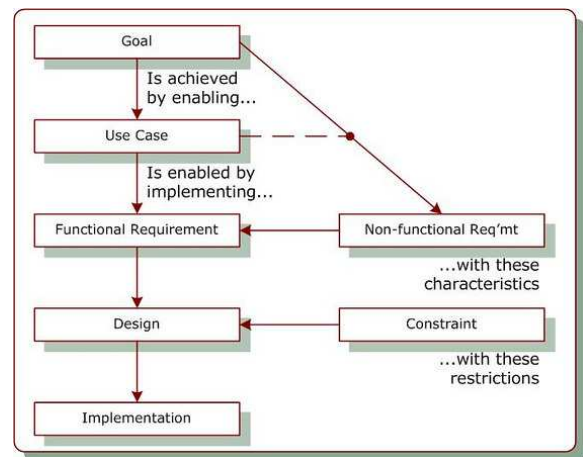 Goal
Is achieved
by enabling...
Use Case
Is enabled by
implementing...
Functional Requirement
Non-functional Req'mt
...with these
characteristics
Design
Constraint
...with these
restrictions
Implementation